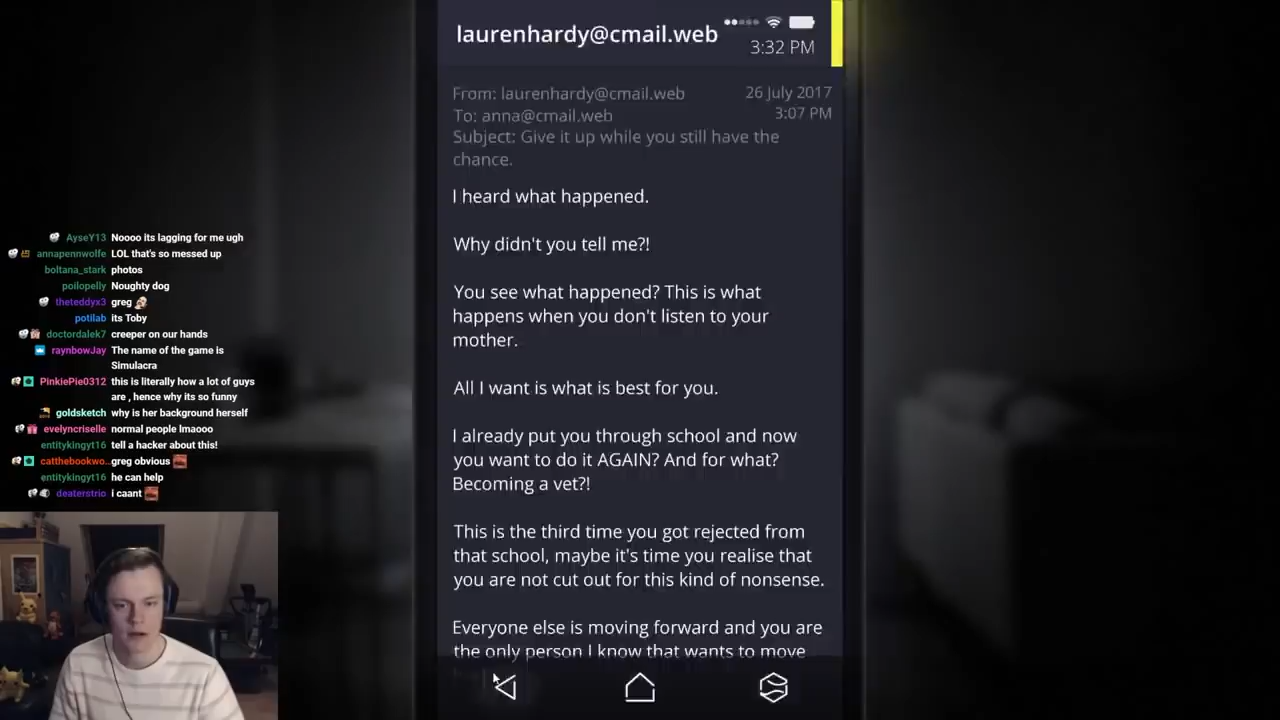 laurenhardy@cmail.web
3:32 PM
From: laurenhardy@cmail.web
26 July 2017
To: anna@cmail.web
3:07 PM
Subject: Give it up while you still have the
chance.
I heard what happened.
Why didn't you tell me?!
You see what happened? This is what
happens when you don't listen to your
mother.
All I want is what is best for you.
I already put you through school and now
you want to do it AGAIN? And for what?
Becoming a vet?!
This is the third time you got rejected from
that school, maybe it's time you realise that
you are not cut out for this kind of nonsense.
Everyone else is moving forward and you are
the only person I know that wants to move
AyseY13 Noooo its lagging for me ugh
annapennwolfe LOL that's so messed up
boltana_stark photos
poilopelly Noughty dog
theteddyx3 greg
potilab its Toby
doctordalek7 creeper on our hands
raynbowJay The name of the game is
Simulacra
PinkiePie0312 this is literally how a lot of guys
are , hence why its so funny
goldsketch why is her background herself
evelyncriselle normal people lmaooo
entitykingyt16 tell a hacker about this!
catthebookwo.. greg obvious
entitykingyt16 he can help
deaterstrio i caant